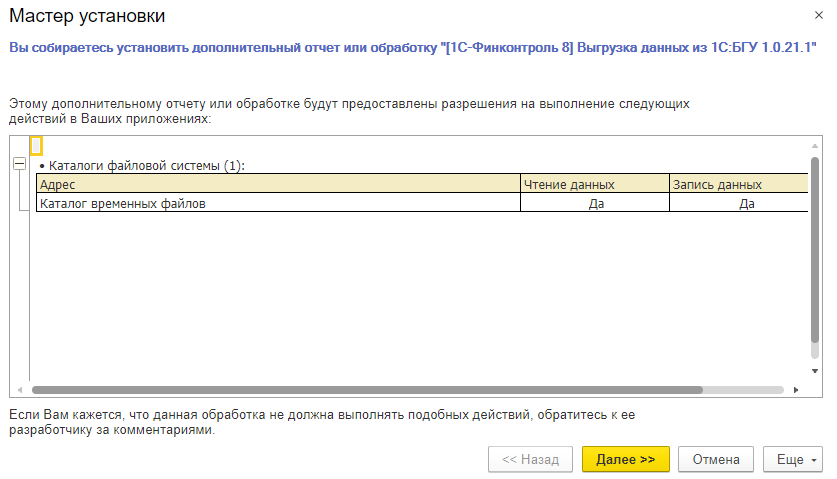 Мастер установки
Вы собираетесь установить дополнительный отчет или обработку "[1С-Финконтроль 8] Выгрузка данных из 1С:БГУ 1.0.21.1"
Этому дополнительному отчету или обработке будут предоставлены разрешения на выполнение следующих
действий в Ваших приложениях:
• Каталоги файловой системы (1):
Адрес Чтение данных Запись данных
Каталог временных файлов Да Да
Если Вам кажется, что данная обработка не должна выполнять подобных действий, обратитесь к ее
разработчику за комментариями.
<< Назад Далее >> Отмена Еще